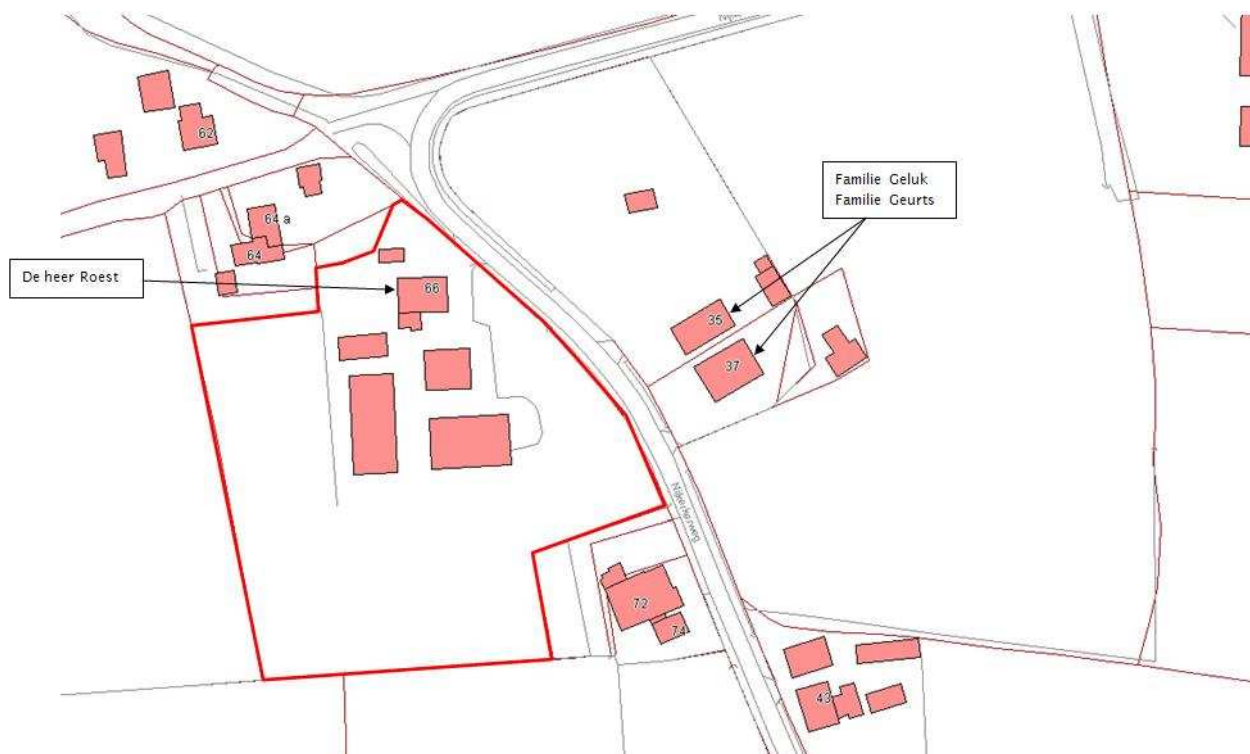 62
64 a
64
De heer Roest
66
Familie Geluk
Familie Geurts
35
37
Nijkerkerweg
72
74
43